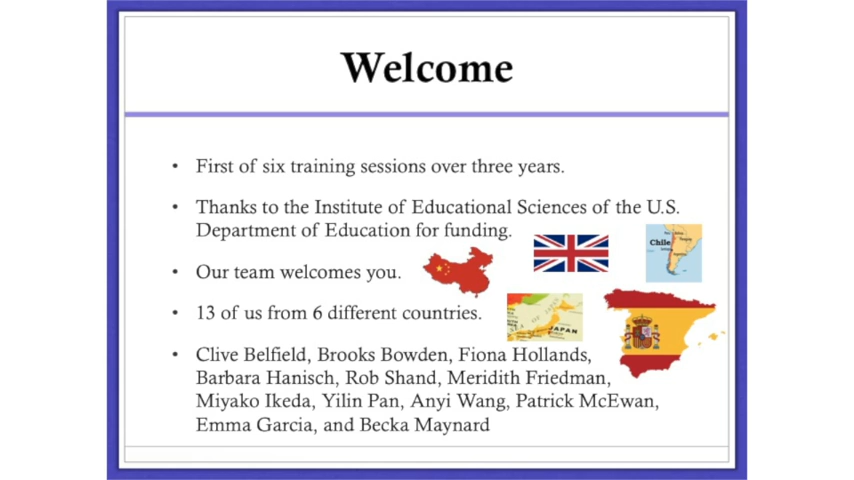 Welcome
• First of six training sessions over three years.
• Thanks to the Institute of Educational Sciences of the U.S.
Department of Education for funding.
• Our team welcomes you.
• 13 of us from 6 different countries.
• Clive Belfield, Brooks Bowden, Fiona Hollands,
Barbara Hanisch, Rob Shand, Meridith Friedman,
Miyako Ikeda, Yilin Pan, Anyi Wang, Patrick McEwan,
Emma Garcia, and Becka Maynard
Chile
JAPAN